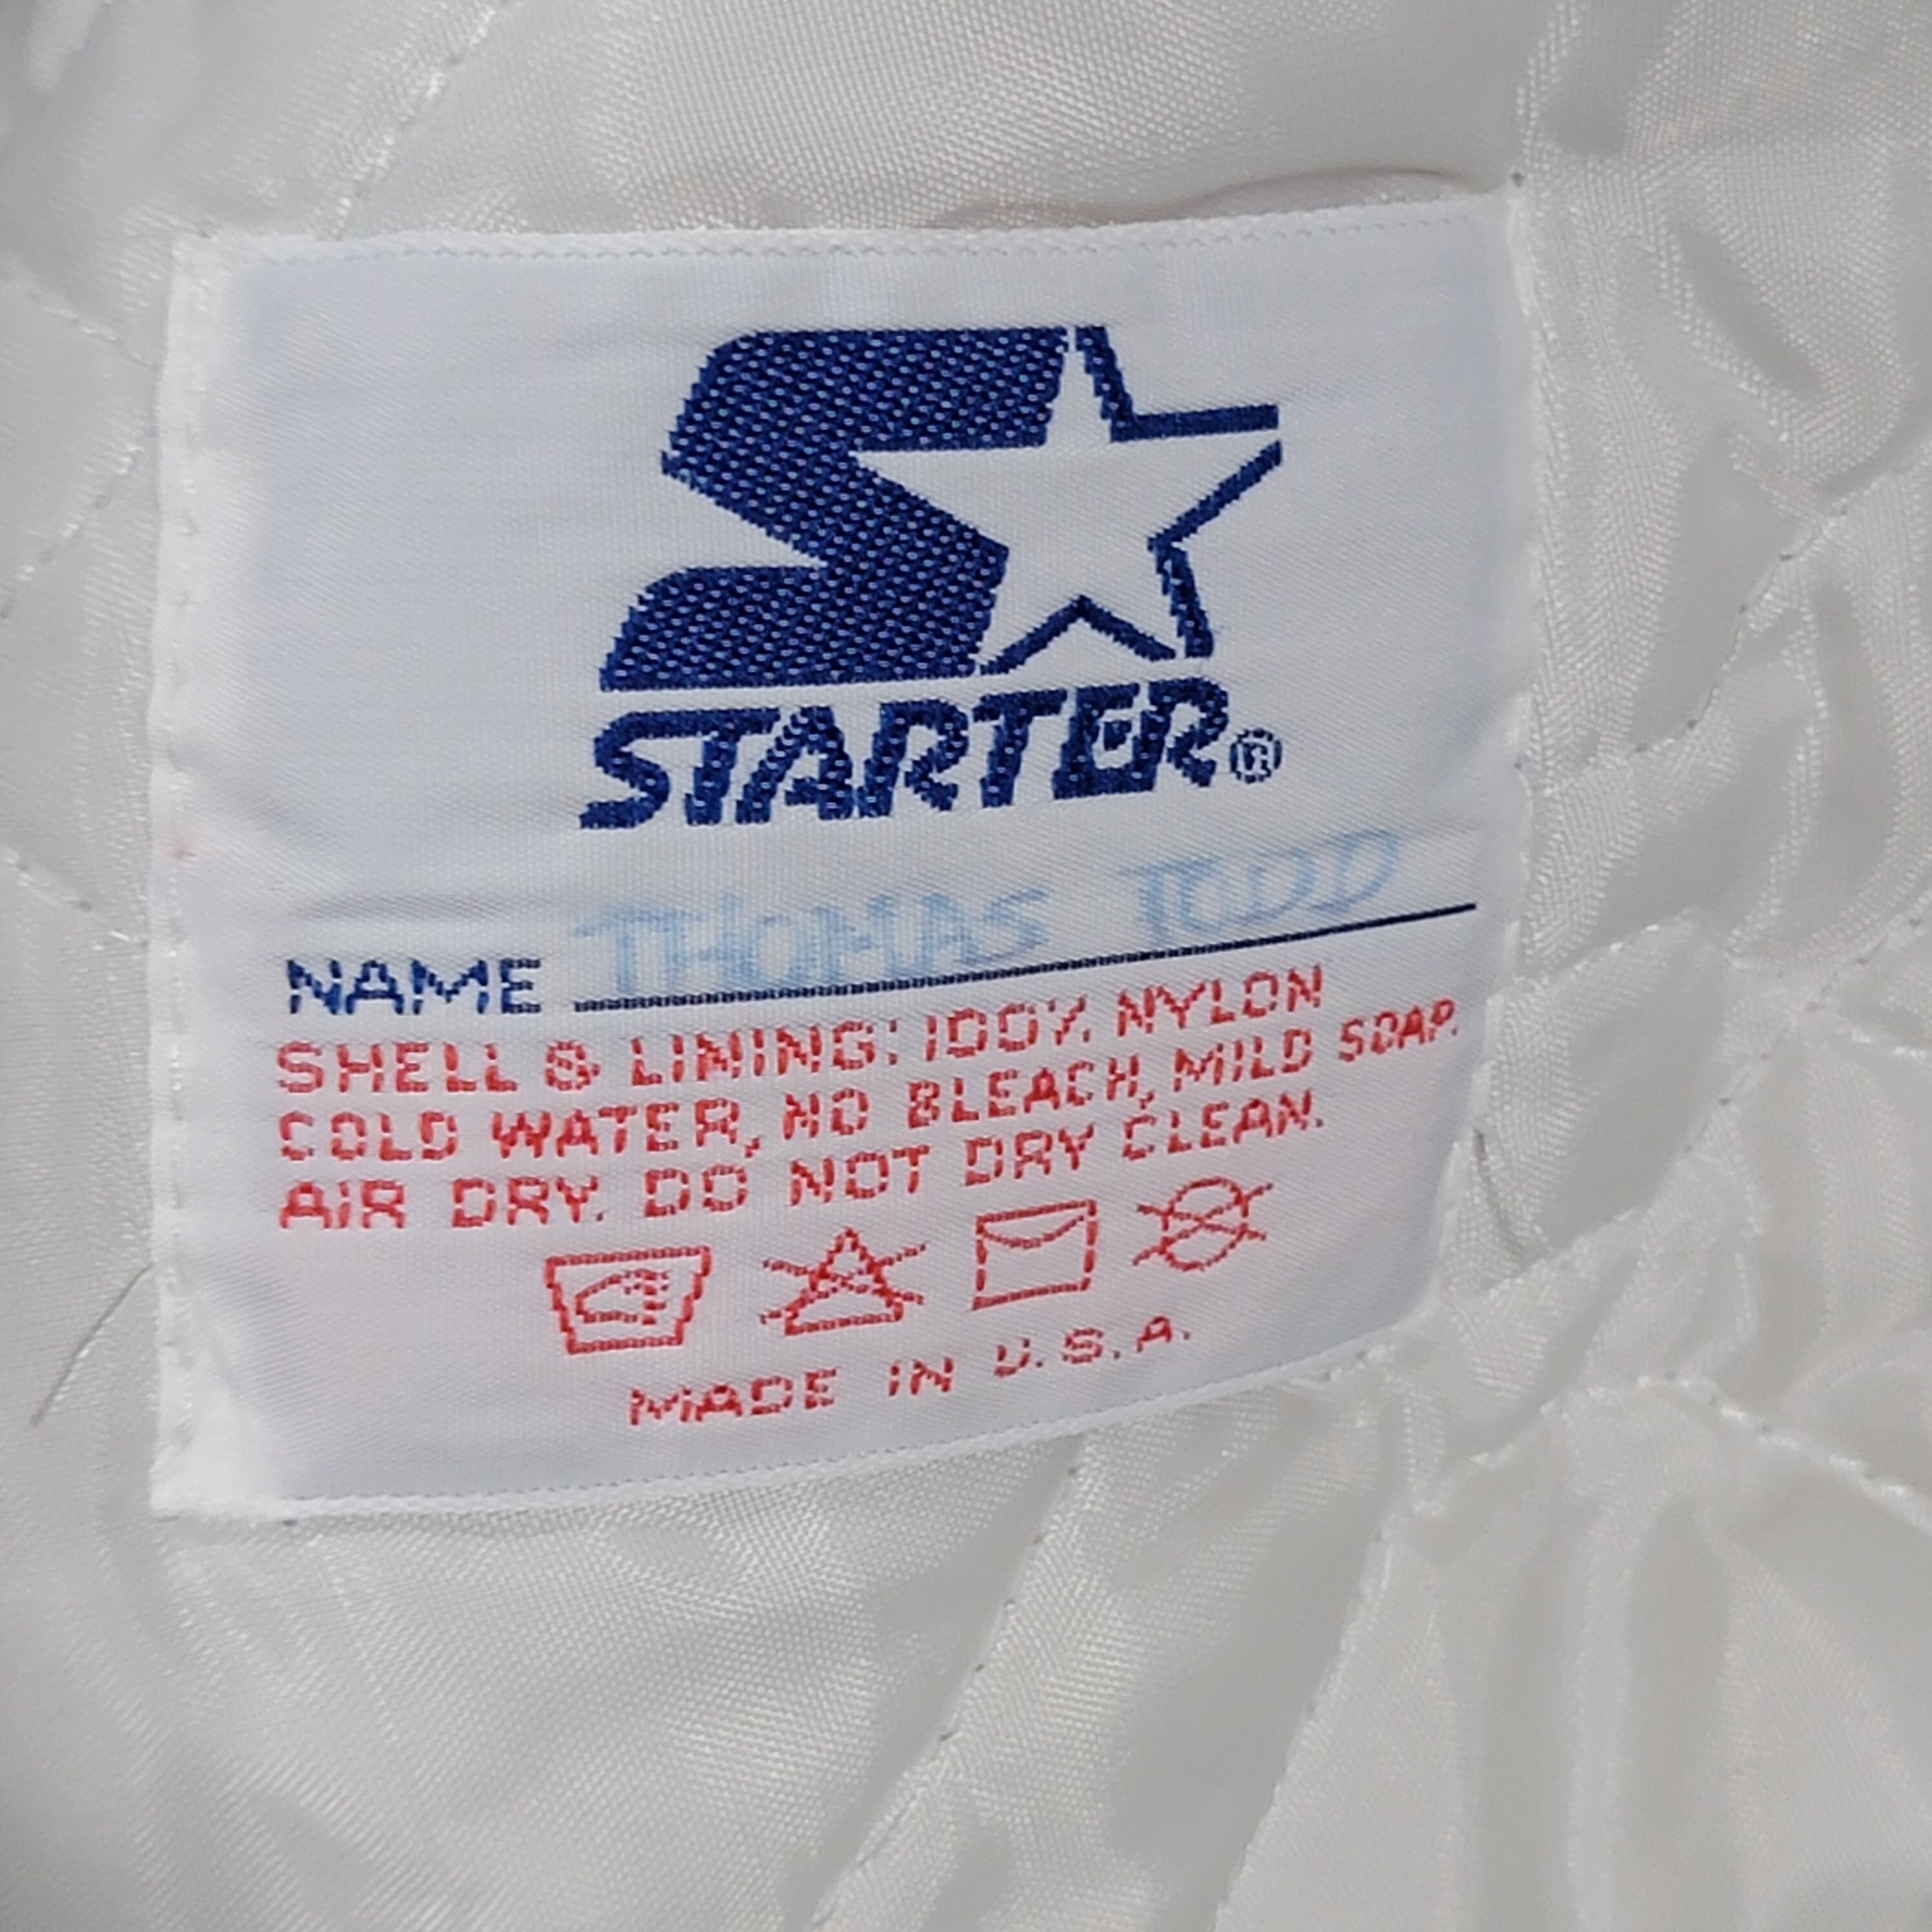 STARTER®
NAME THOMAS TODD
SHELL & LINING: 100% NYLON
COLD WATER, NO BLEACH, MILD SOAP.
AIR DRY. DO NOT DRY CLEAN.
MADE IN U.S.A.